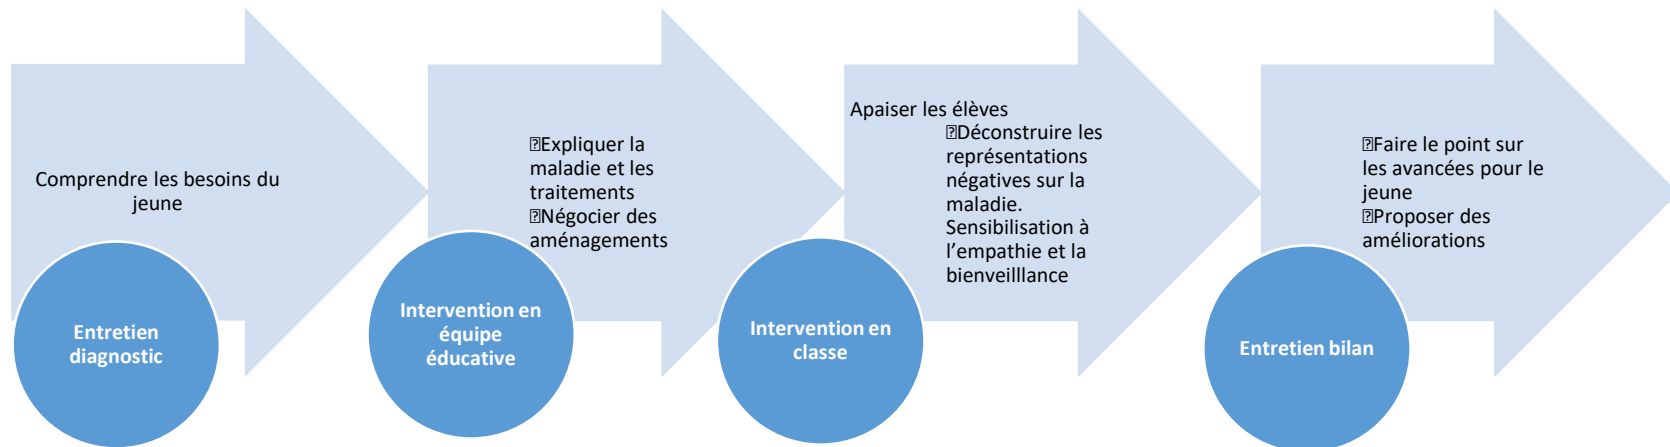 Comprendre les besoins du
jeune
Entretien
diagnostic
⍰Expliquer la
maladie et les
traitements
⍰Négocier des
aménagements
Intervention en
équipe
éducative
Apaiser les élèves
⍰Déconstruire les
représentations
négatives sur la
maladie.
Sensibilisation à
l’empathie et la
bienveilllance
Intervention en
classe
⍰Faire le point sur
les avancées pour le
jeune
⍰Proposer des
améliorations
Entretien bilan